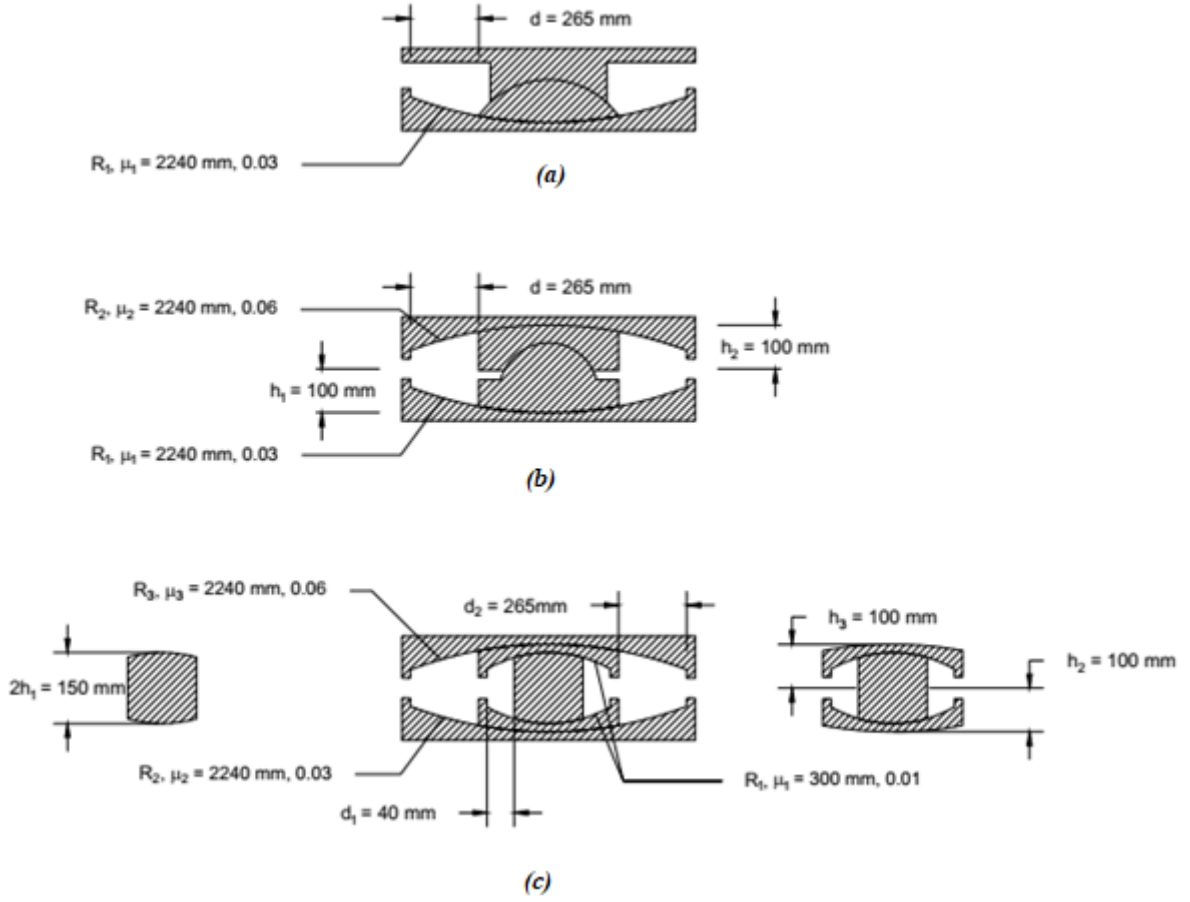 d = 265 mm
R₁, μ₁ = 2240 mm, 0.03
(a)
R₂, μ₂ = 2240 mm, 0.06
d = 265 mm
h₂ = 100 mm
h₁ = 100 mm
R₁, μ₁ = 2240 mm, 0.03
(b)
R₃, μ₃ = 2240 mm, 0.06
d₂ = 265mm
h₃ = 100 mm
h₂ = 100 mm
2h₁ = 150 mm
R₂, μ₂ = 2240 mm, 0.03
R₁, μ₁ = 300 mm, 0.01
d₁ = 40 mm
(c)